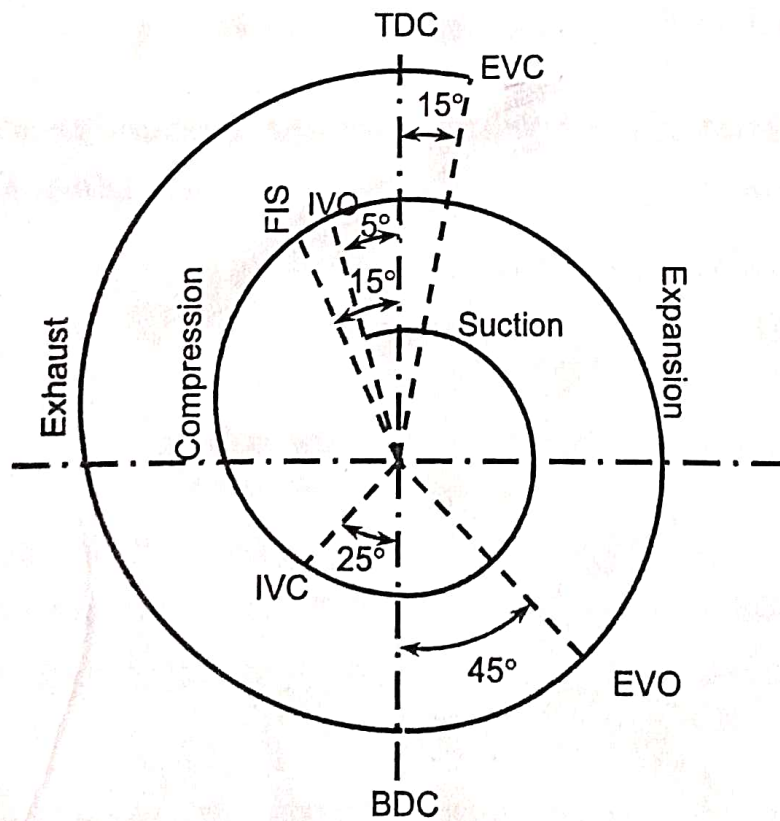 TDC
EVC
15°
FIS
IVO
5°
15°
Suction
Exhaust
Compression
Expansion
25°
IVC
45°
EVO
BDC